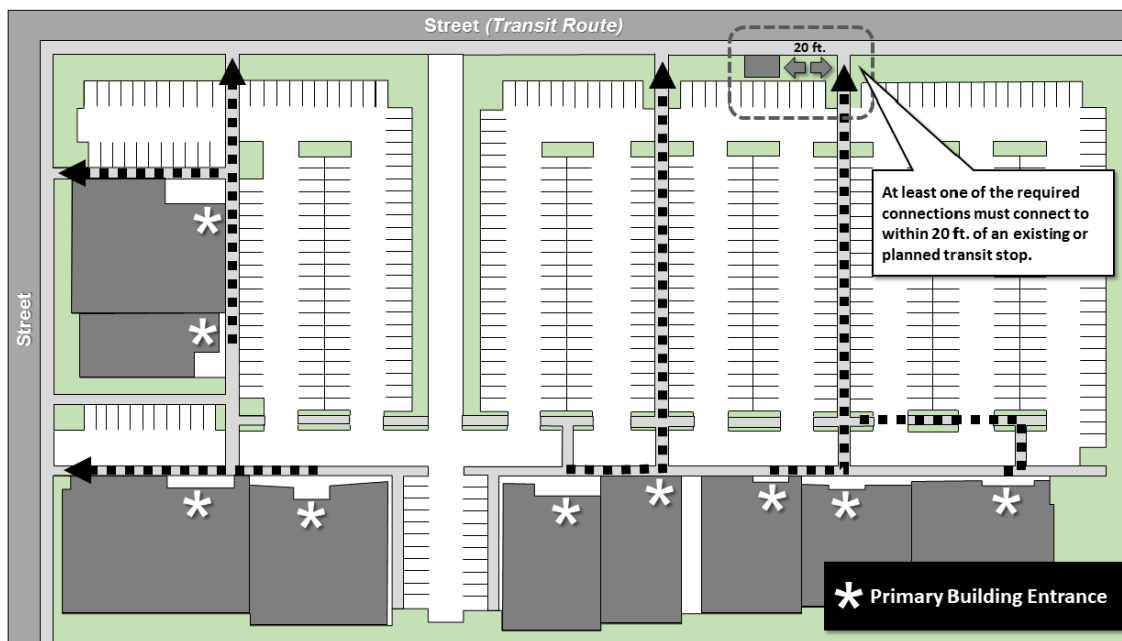 Street (Transit Route)
20 ft.
At least one of the required
connections must connect to
within 20 ft. of an existing or
planned transit stop.
Street
Primary Building Entrance